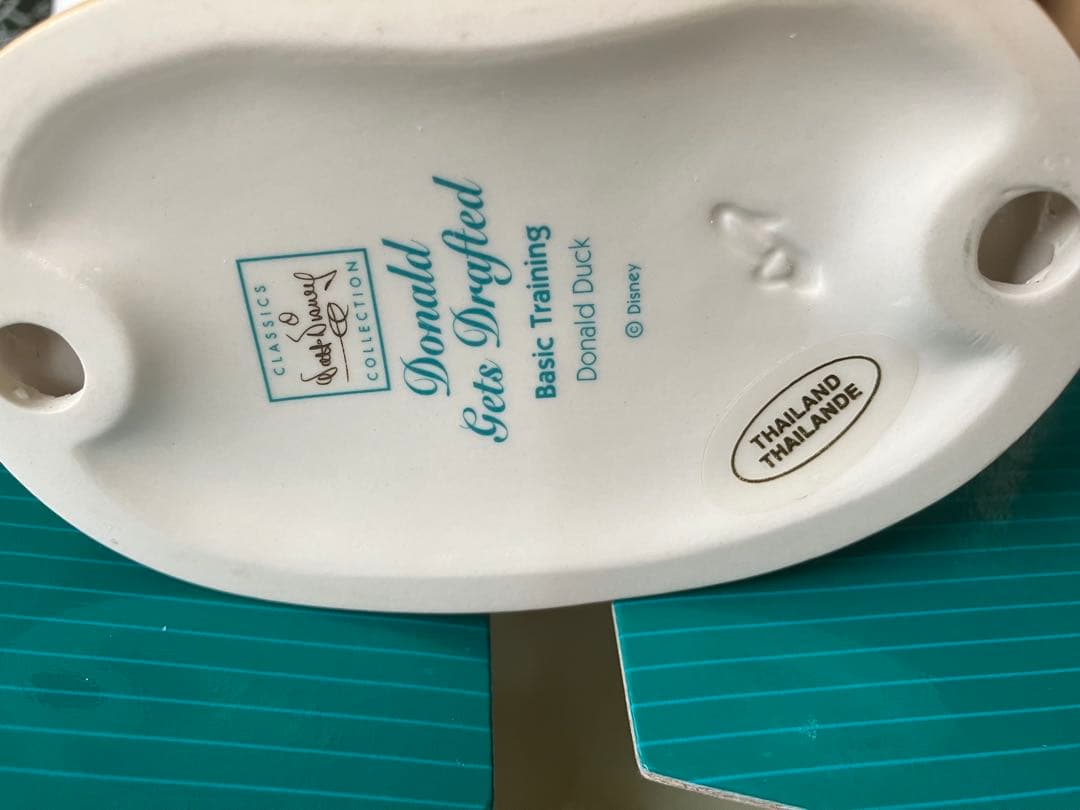 CLASSICS
Walt Disney
COLLECTION
Donald
Gets Drafted
Basic Training
Donald Duck
© Disney
THAILAND
THAILANDE